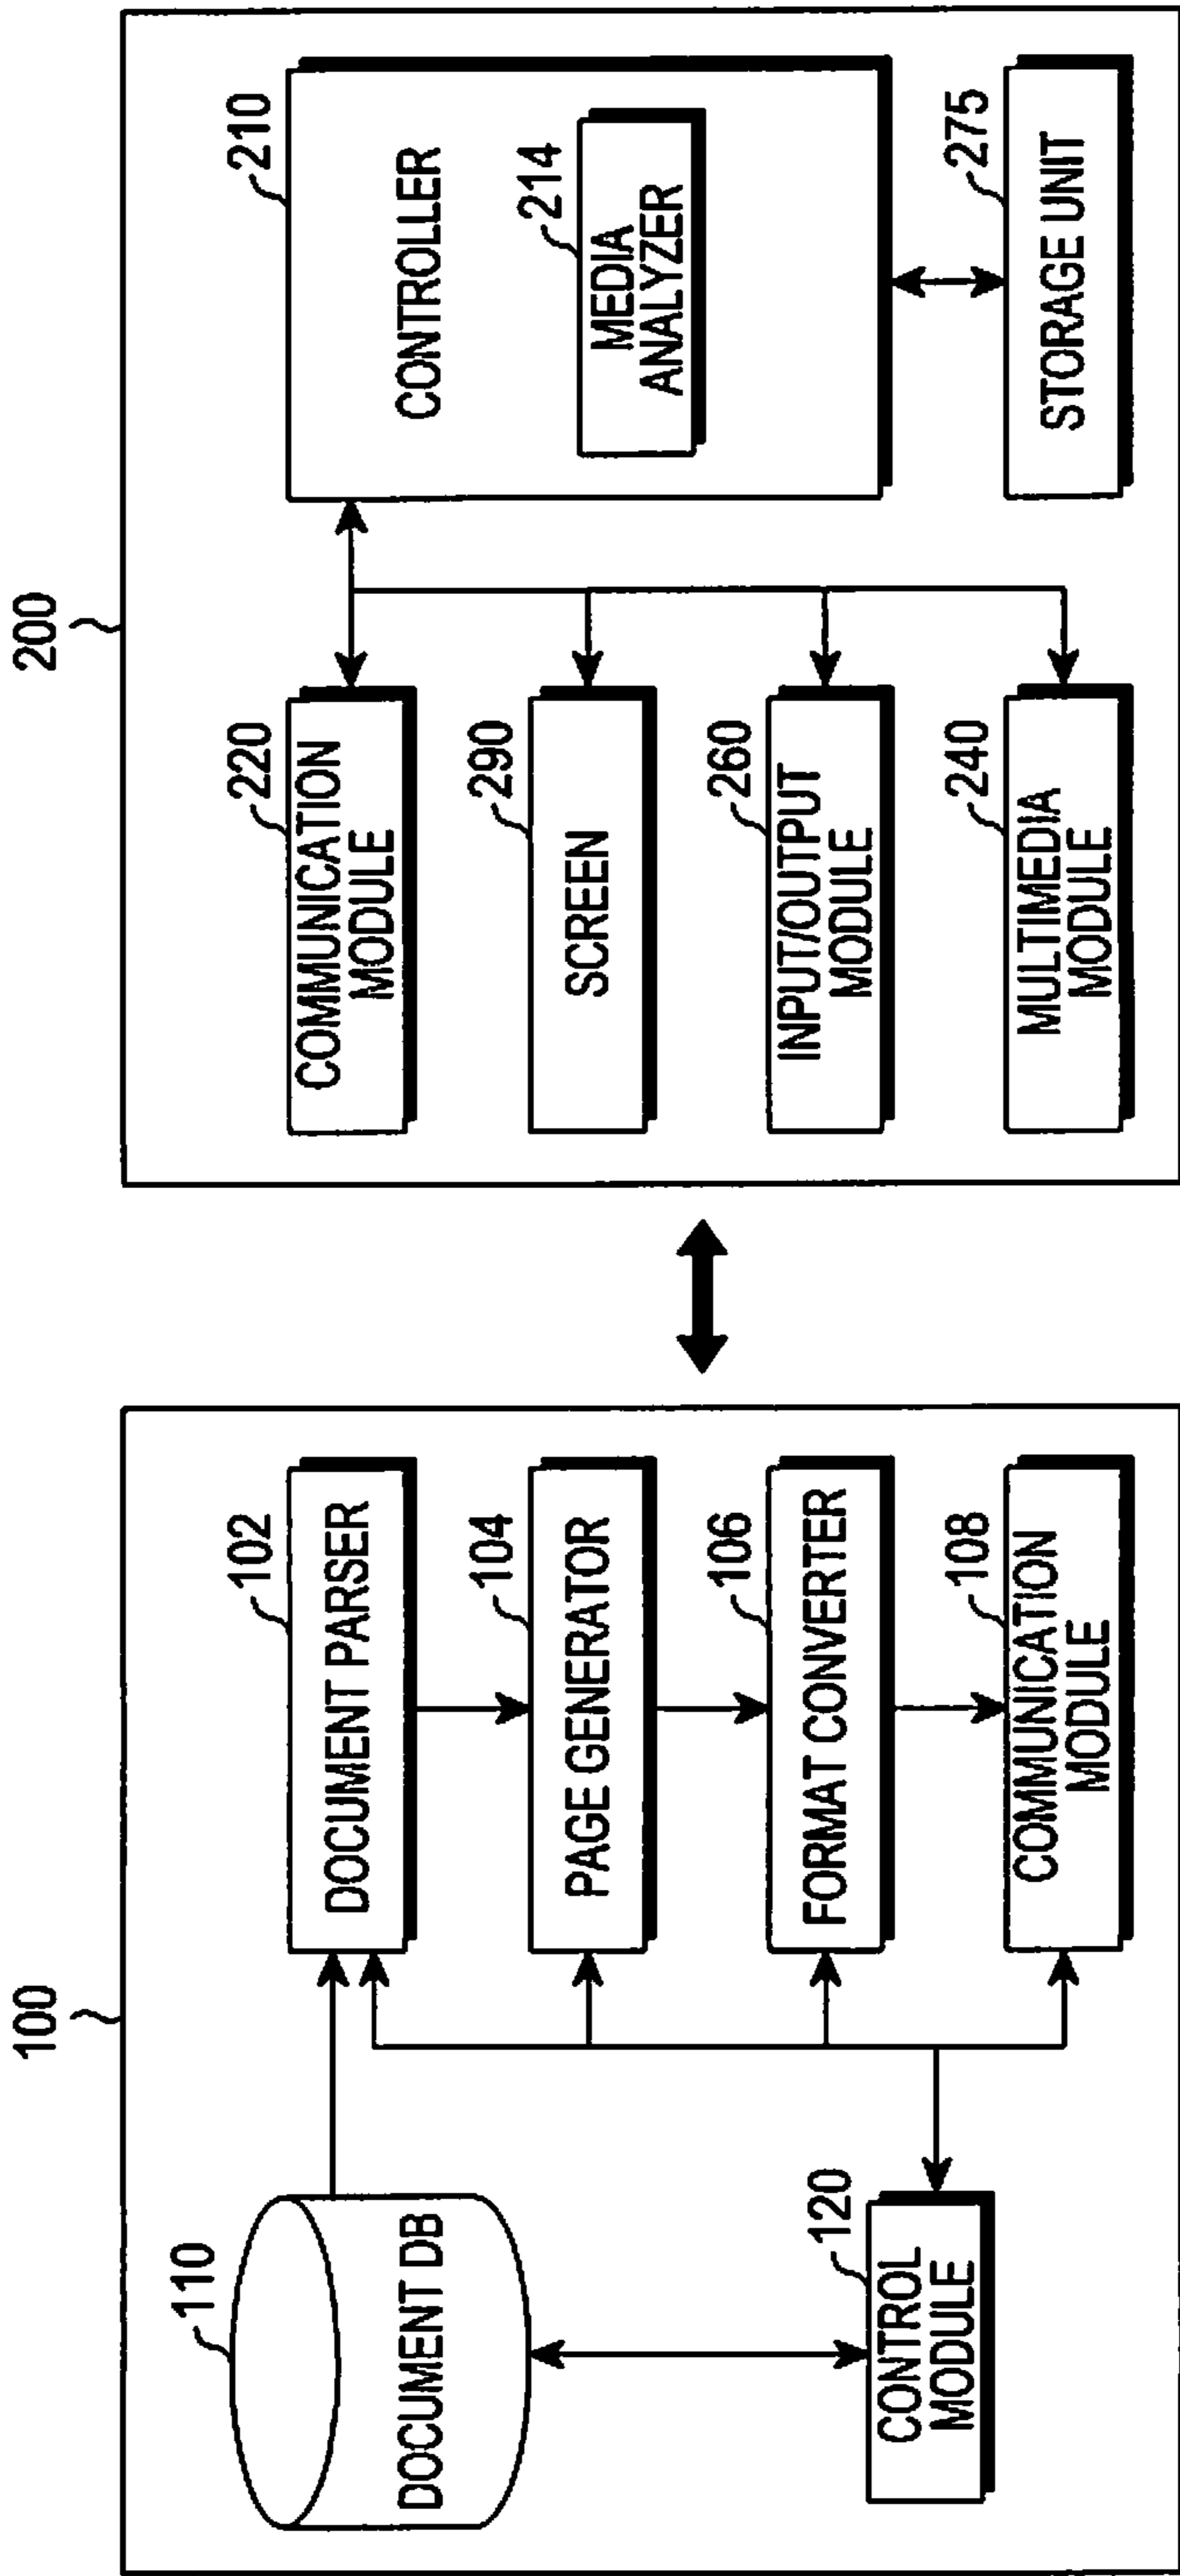 100
110
DOCUMENT DB
120
CONTROL
MODULE
102
DOCUMENT PARSER
104
PAGE GENERATOR
106
FORMAT CONVERTER
108
COMMUNICATION
MODULE
200
220
COMMUNICATION
MODULE
290
SCREEN
260
INPUT/OUTPUT
MODULE
240
MULTIMEDIA
MODULE
210
CONTROLLER
214
MEDIA
ANALYZER
275
STORAGE UNIT